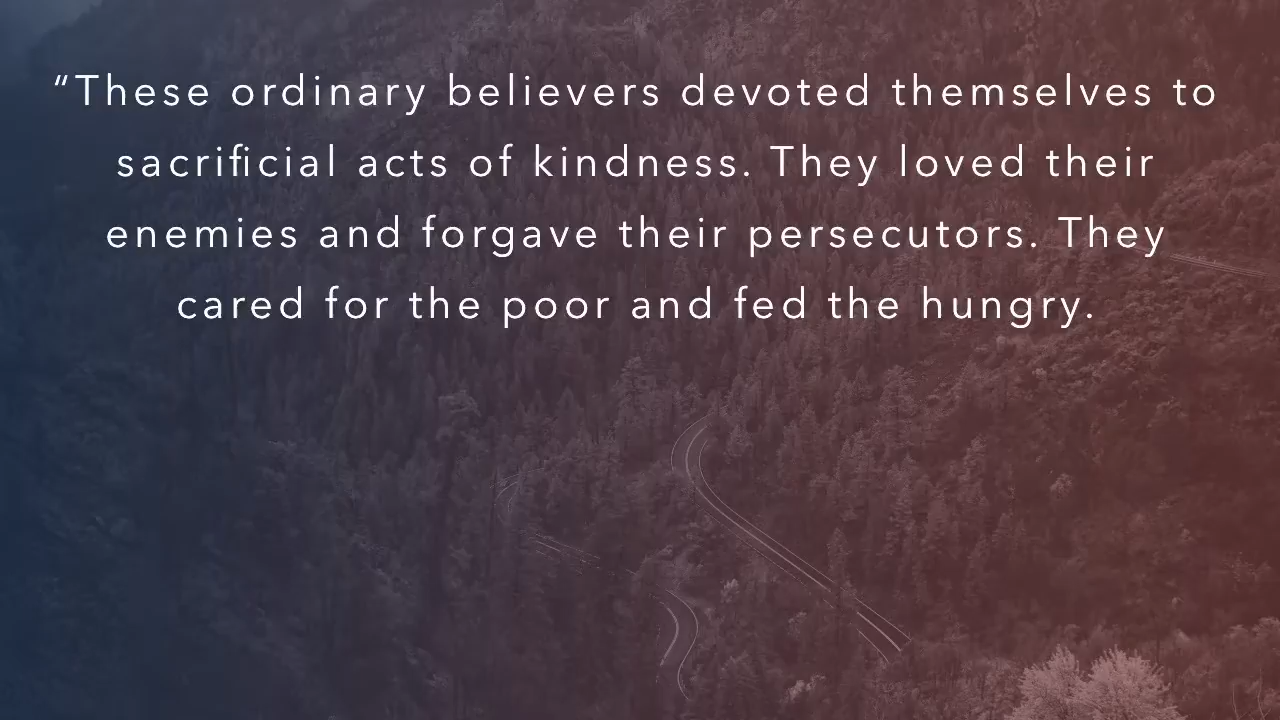 “These ordinary believers devoted themselves to
sacrificial acts of kindness. They loved their
enemies and forgave their persecutors. They
cared for the poor and fed the hungry.